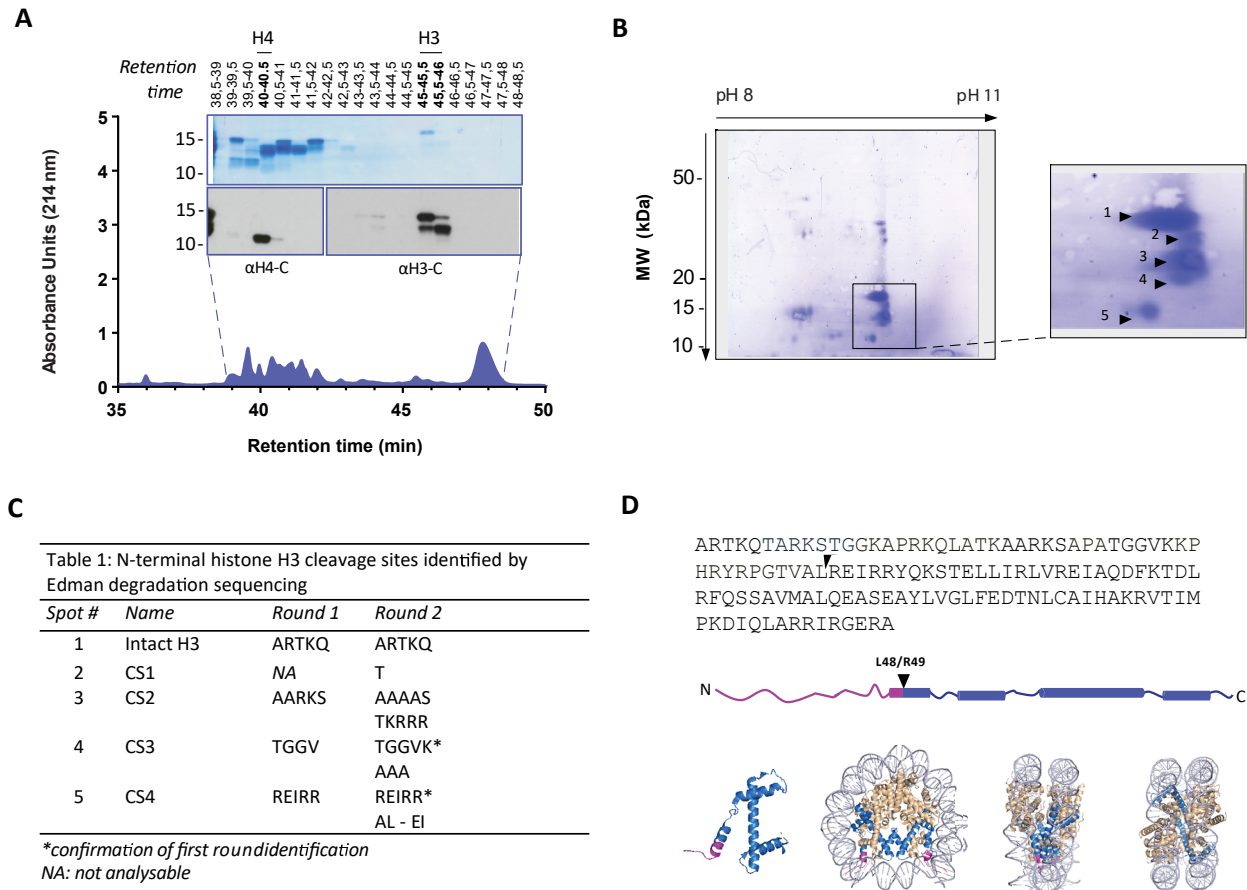 A
H4
H3
Retention
time
38,5-39
39-39,5
39,5-40
40-40.5
40,5-41
41-41,5
41,5-42
42-42,5
42,5-43
43-43,5
43,5-44
44-44,5
44,5-45
45-45,5
45,5-46
46-46,5
46,5-47
47-47,5
47,5-48
48-48,5
15-
10-
15-
10-
αH4-C
αH3-C
Absorbance Units (214 nm)
5
4
3
2
1
0
35
40
45
50
Retention time (min)
B
pH 8
pH 11
MW (kDa)
50
20
15
10
1
2
3
4
5
C
Table 1: N-terminal histone H3 cleavage sites identified by
Edman degradation sequencing
Spot # Name Round 1 Round 2
1 Intact H3 ARTKQ ARTKQ
2 CS1 NA T
3 CS2 AARKS AAAAS
TKRRR
4 CS3 TGGV TGGVK*
AAA
5 CS4 REIRR REIRR*
AL - EI
*confirmation of first roundidentification
NA: not analysable
D
ARTKQTARKSTGGKAPRKQLATKAARKSAPATGGVKKP
HRYRPGTVALREIRRYQKSTELLIRLVREIAQDFKTDL
RFQSSAVMALQEASEAYLVGLFEDTNLCAIHAKRVTIM
PKDIQLARRIRGERA
L48/R49
N
C